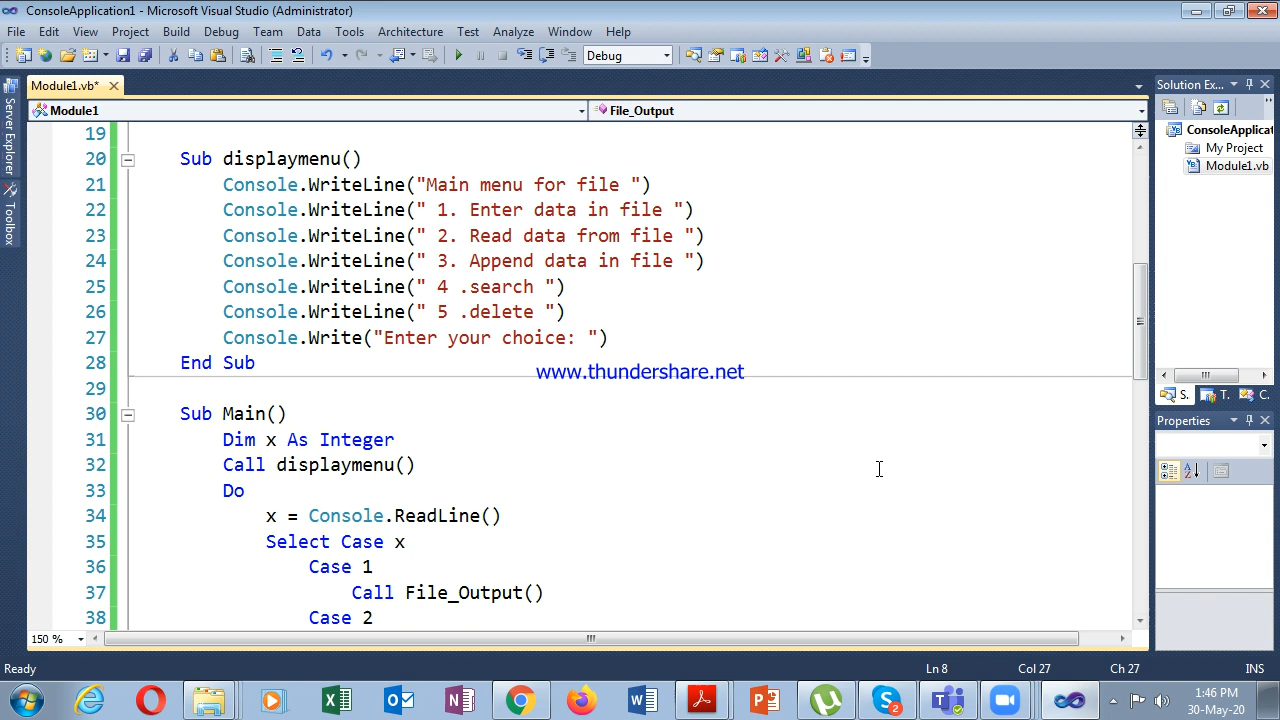 ConsoleApplication1 - Microsoft Visual Studio (Administrator)
File Edit View Project Build Debug Team Data Tools Architecture Test Analyze Window Help
Debug
Server Explorer
Toolbox
Module1.vb*
Module1
File_Output
19
20 Sub displaymenu()
21 Console.WriteLine("Main menu for file ")
22 Console.WriteLine(" 1. Enter data in file ")
23 Console.WriteLine(" 2. Read data from file ")
24 Console.WriteLine(" 3. Append data in file ")
25 Console.WriteLine(" 4 .search ")
26 Console.WriteLine(" 5 .delete ")
27 Console.Write("Enter your choice: ")
28 End Sub
www.thundershare.net
29
30 Sub Main()
31 Dim x As Integer
32 Call displaymenu()
33 Do
34 x = Console.ReadLine()
35 Select Case x
36 Case 1
37 Call File_Output()
38 Case 2
150 %
Solution Ex...
ConsoleApplicat
My Project
Module1.vb
S. T. C.
Properties
Ready
Ln 8 Col 27 Ch 27 INS
2
1:46 PM
30-May-20